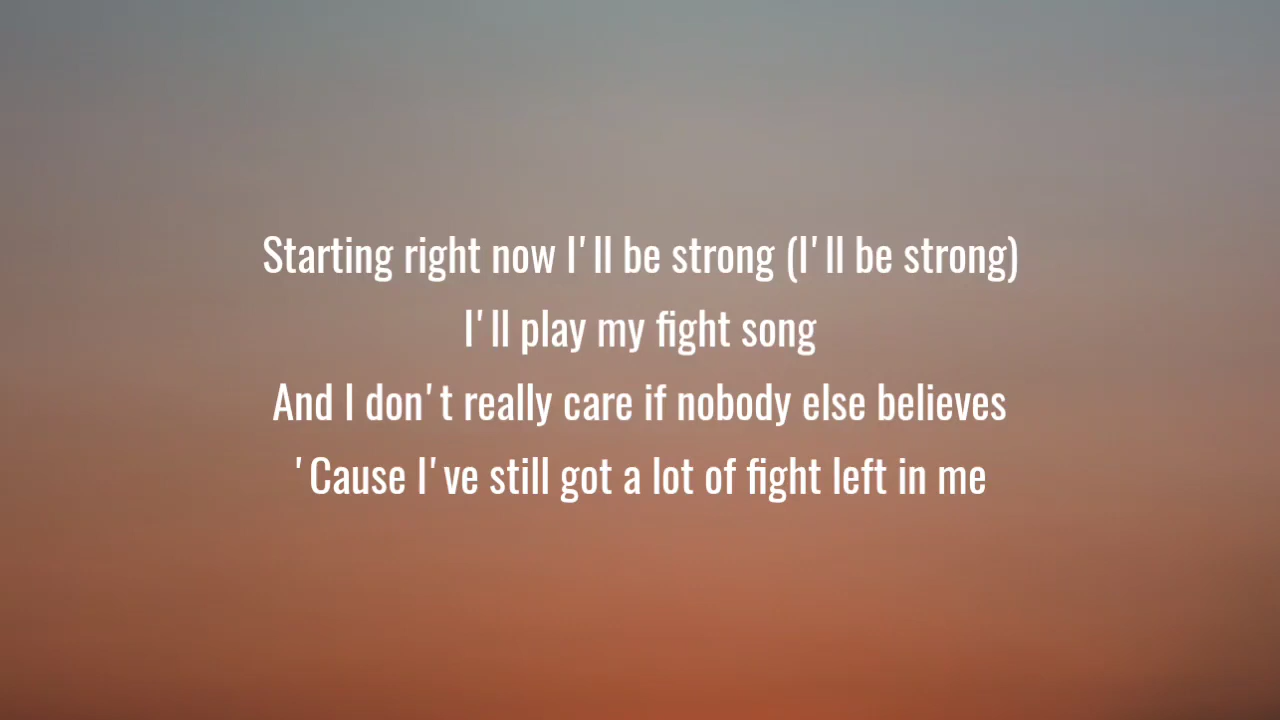 Starting right now I'll be strong (I'll be strong)
I'll play my fight song
And I don't really care if nobody else believes
'Cause I've still got a lot of fight left in me